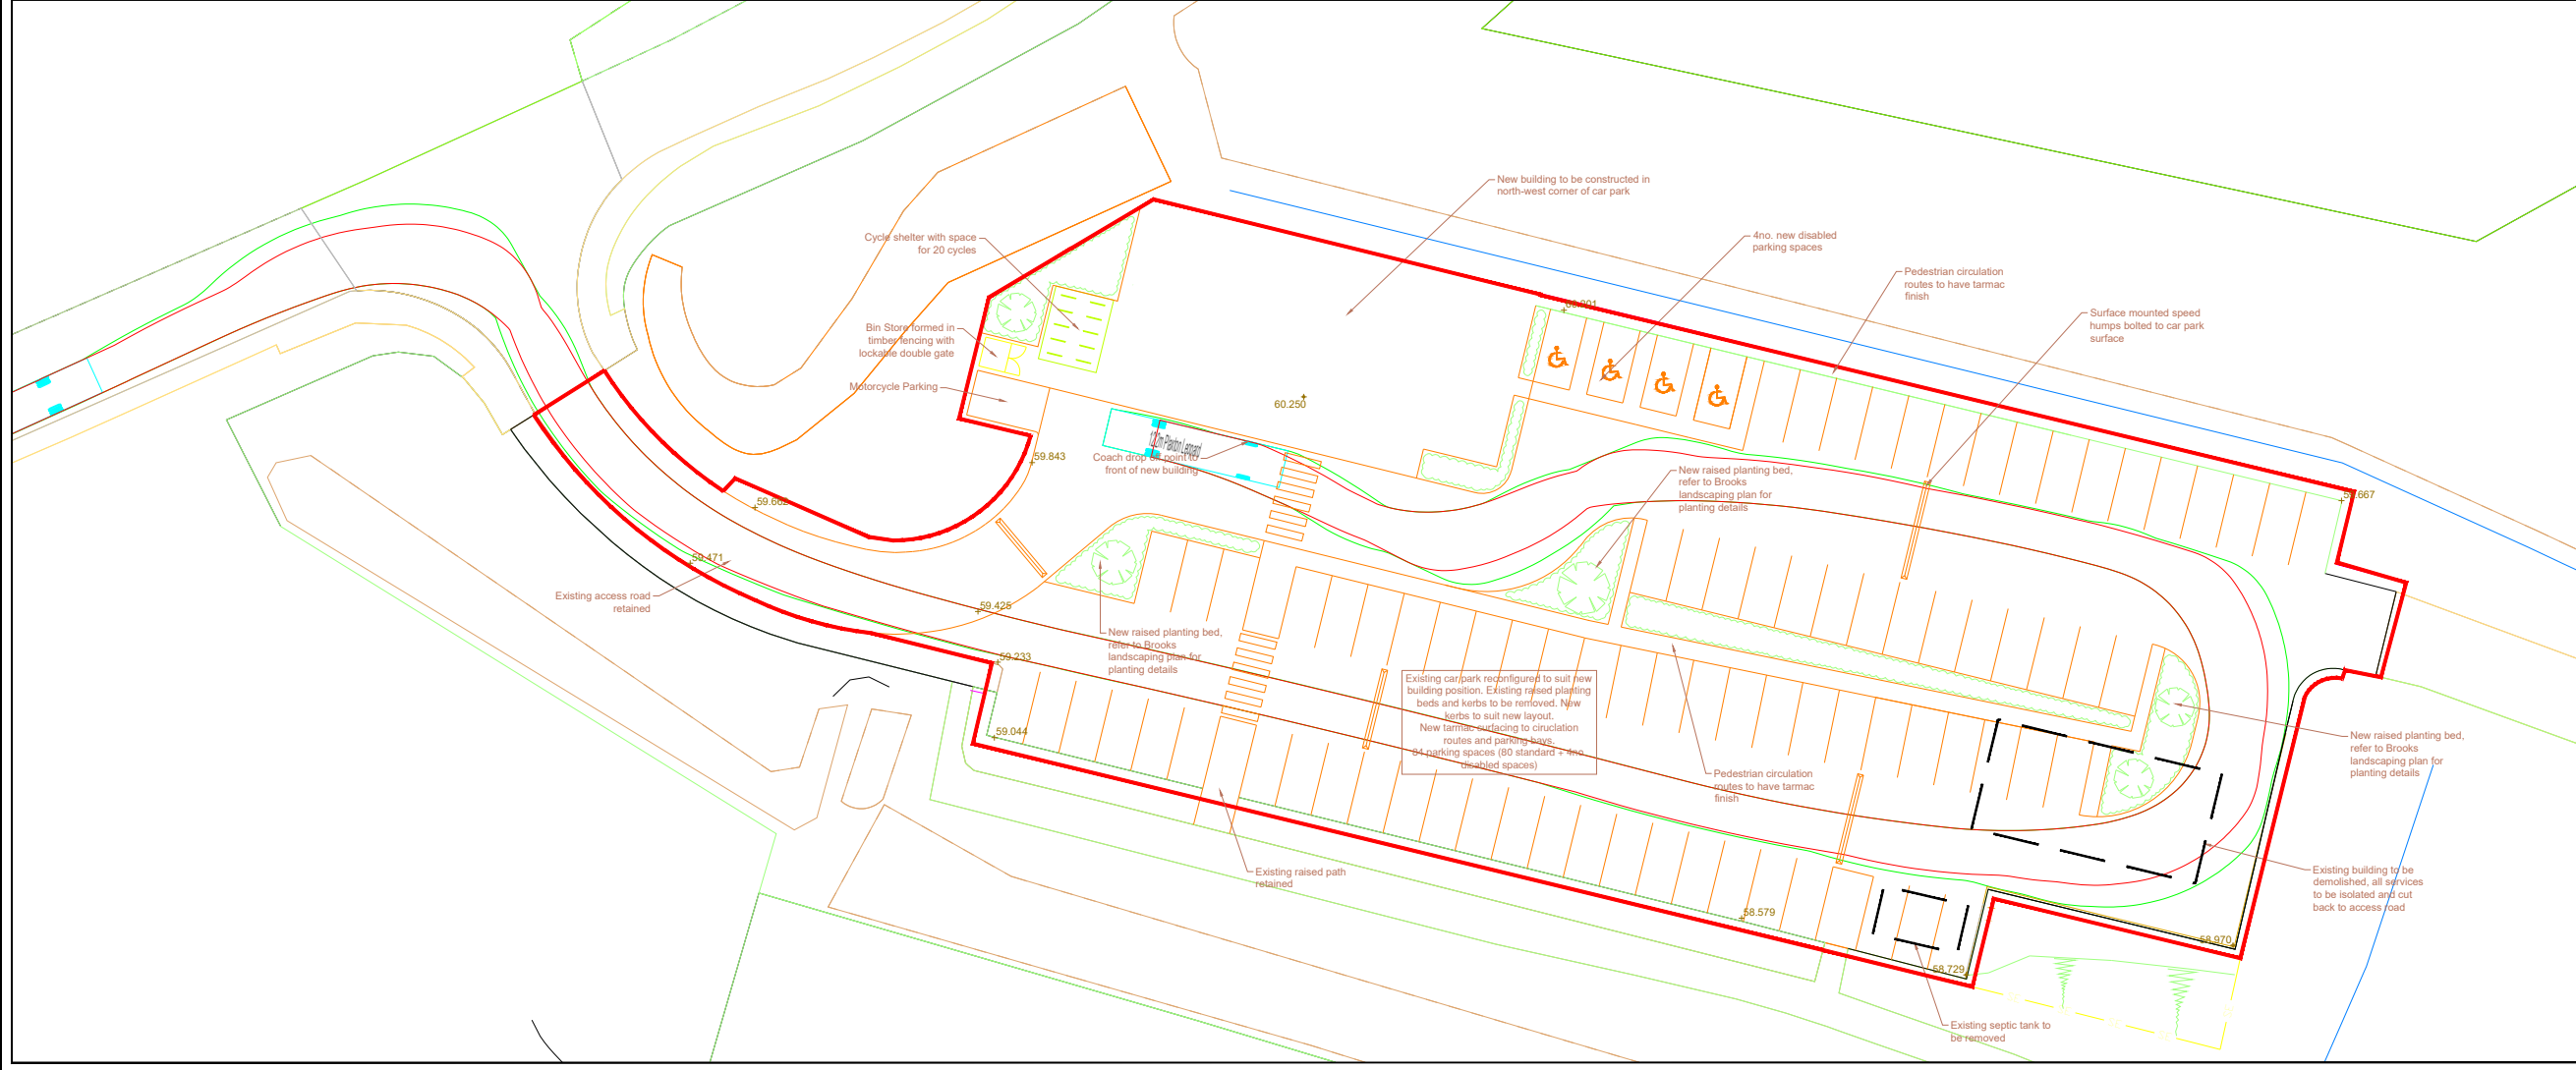 New building to be constructed in
north-west corner of car park
Cycle shelter with space
for 20 cycles
4no. new disabled
parking spaces
Pedestrian circulation
routes to have tarmac
finish
Surface mounted speed
humps bolted to car park
surface
Bin Store formed in
timber fencing with
lockable double gate
Motorcycle Parking
60.250
12.2m Plaxton Leopard
Coach drop off point to
front of new building
59.843
59.662
59.471
59.667
New raised planting bed,
refer to Brooks
landscaping plan for
planting details
Existing access road
retained
59.425
New raised planting bed,
refer to Brooks
landscaping plan for
planting details
59.233
59.044
Existing car park reconfigured to suit new
building position. Existing raised planting
beds and kerbs to be removed. New
kerbs to suit new layout.
New tarmac surfacing to ciruclation
routes and parking bays.
84 parking spaces (80 standard + 4no.
disabled spaces)
Pedestrian circulation
routes to have tarmac
finish
New raised planting bed,
refer to Brooks
landscaping plan for
planting details
Existing raised path
retained
Existing building to be
demolished, all services
to be isolated and cut
back to access road
58.579
58.970
58.729
Existing septic tank to
be removed